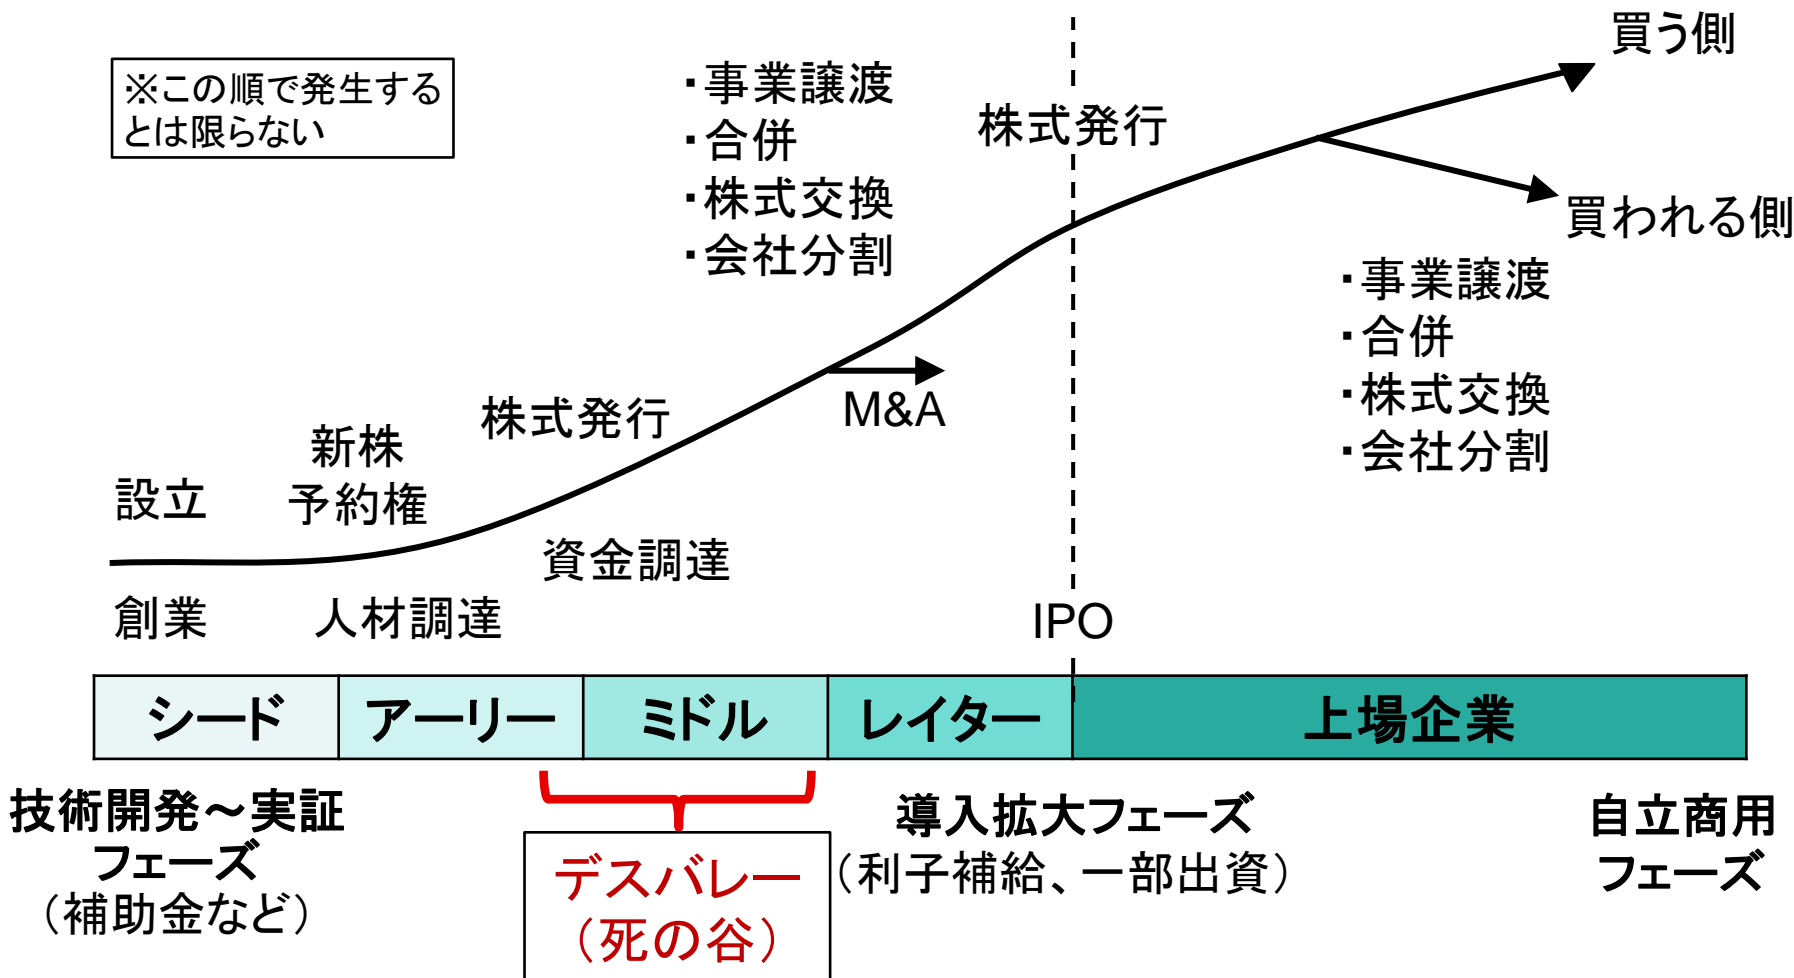 ※この順で発生する
とは限らない
・事業譲渡
・合併
・株式交換
・会社分割
株式発行
買う側
買われる側
・事業譲渡
・合併
・株式交換
・会社分割
M&A
株式発行
新株
予約権
設立
資金調達
創業
人材調達
IPO
シード
アーリー
ミドル
レイター
上場企業
技術開発～実証
フェーズ
（補助金など）
デスバレー
（死の谷）
導入拡大フェーズ
（利子補給、一部出資）
自立商用
フェーズ